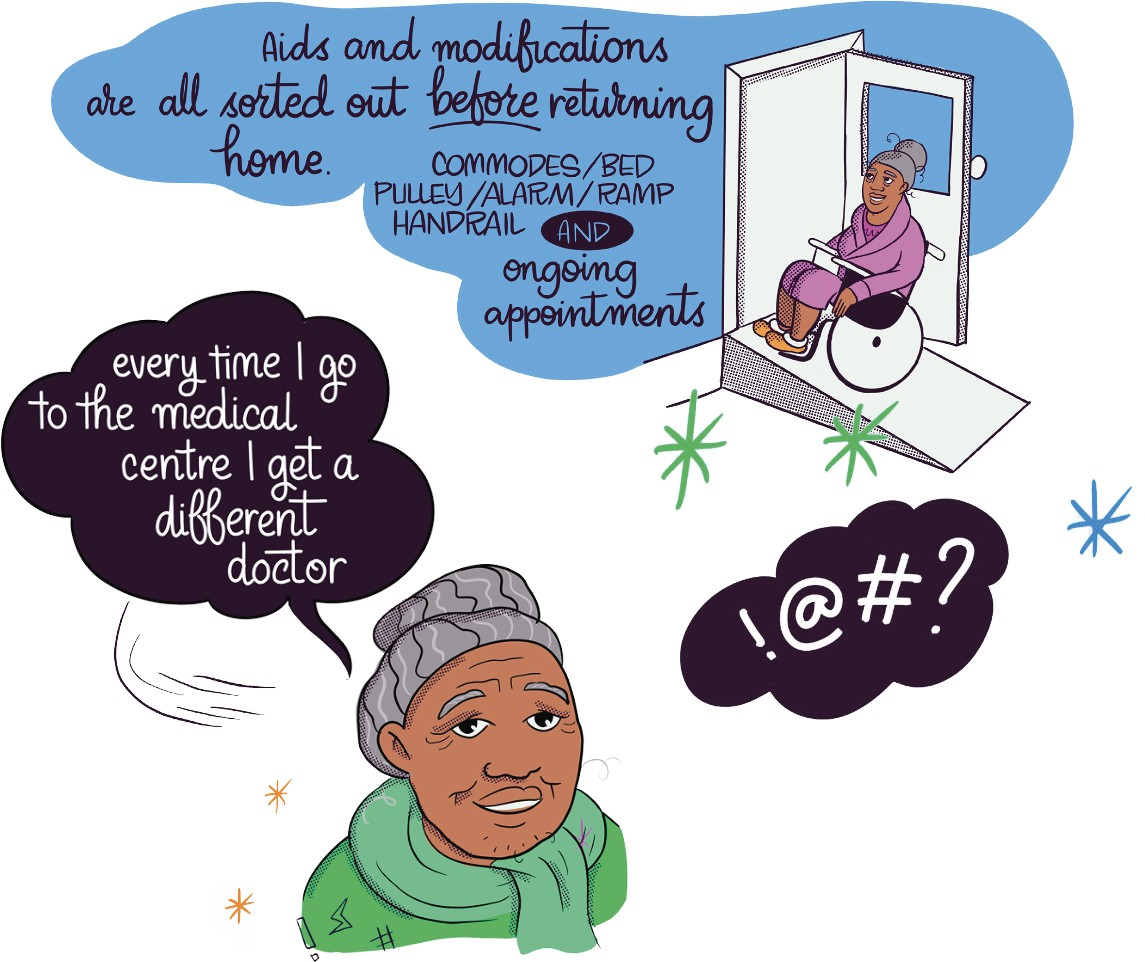 Aids and modifications
are all sorted out before returning
home.
COMMODES/BED
PULLEY/ALARM/RAMP
HANDRAIL AND
ongoing
appointments
every time I go
to the medical
centre I get a
different
doctor
!@#?